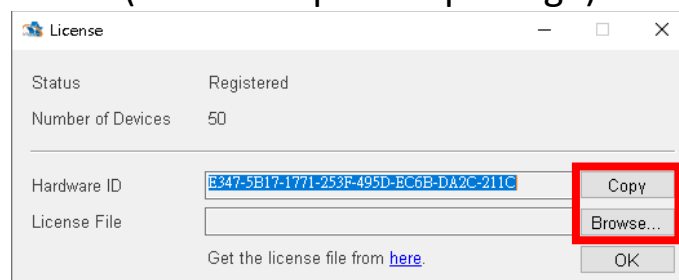 License
Status Registered
Number of Devices 50
Hardware ID E347-5B17-1771-253F-495D-EC6B-DA2C-211C Copy
License File Browse...
Get the license file from here. OK